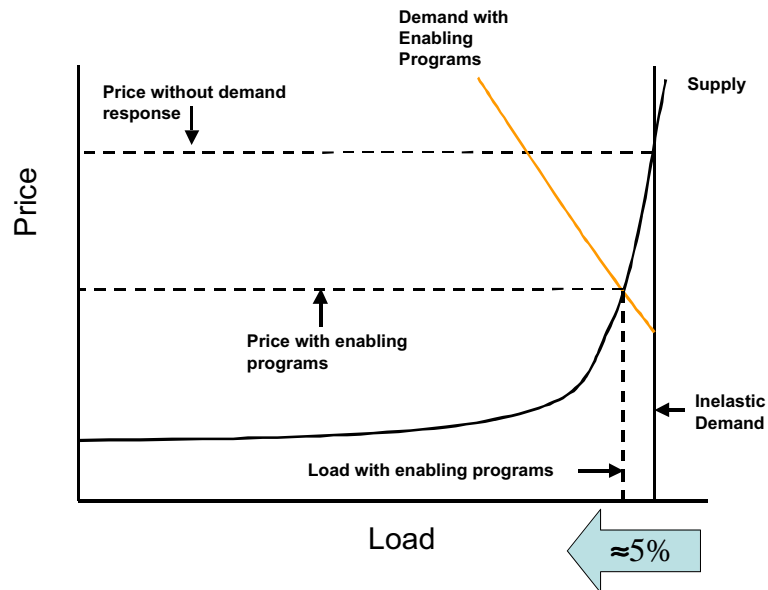 Demand with
Enabling
Programs
Supply
Price without demand
response
Price
Price with enabling
programs
Inelastic
Demand
Load with enabling programs
Load
≈5%